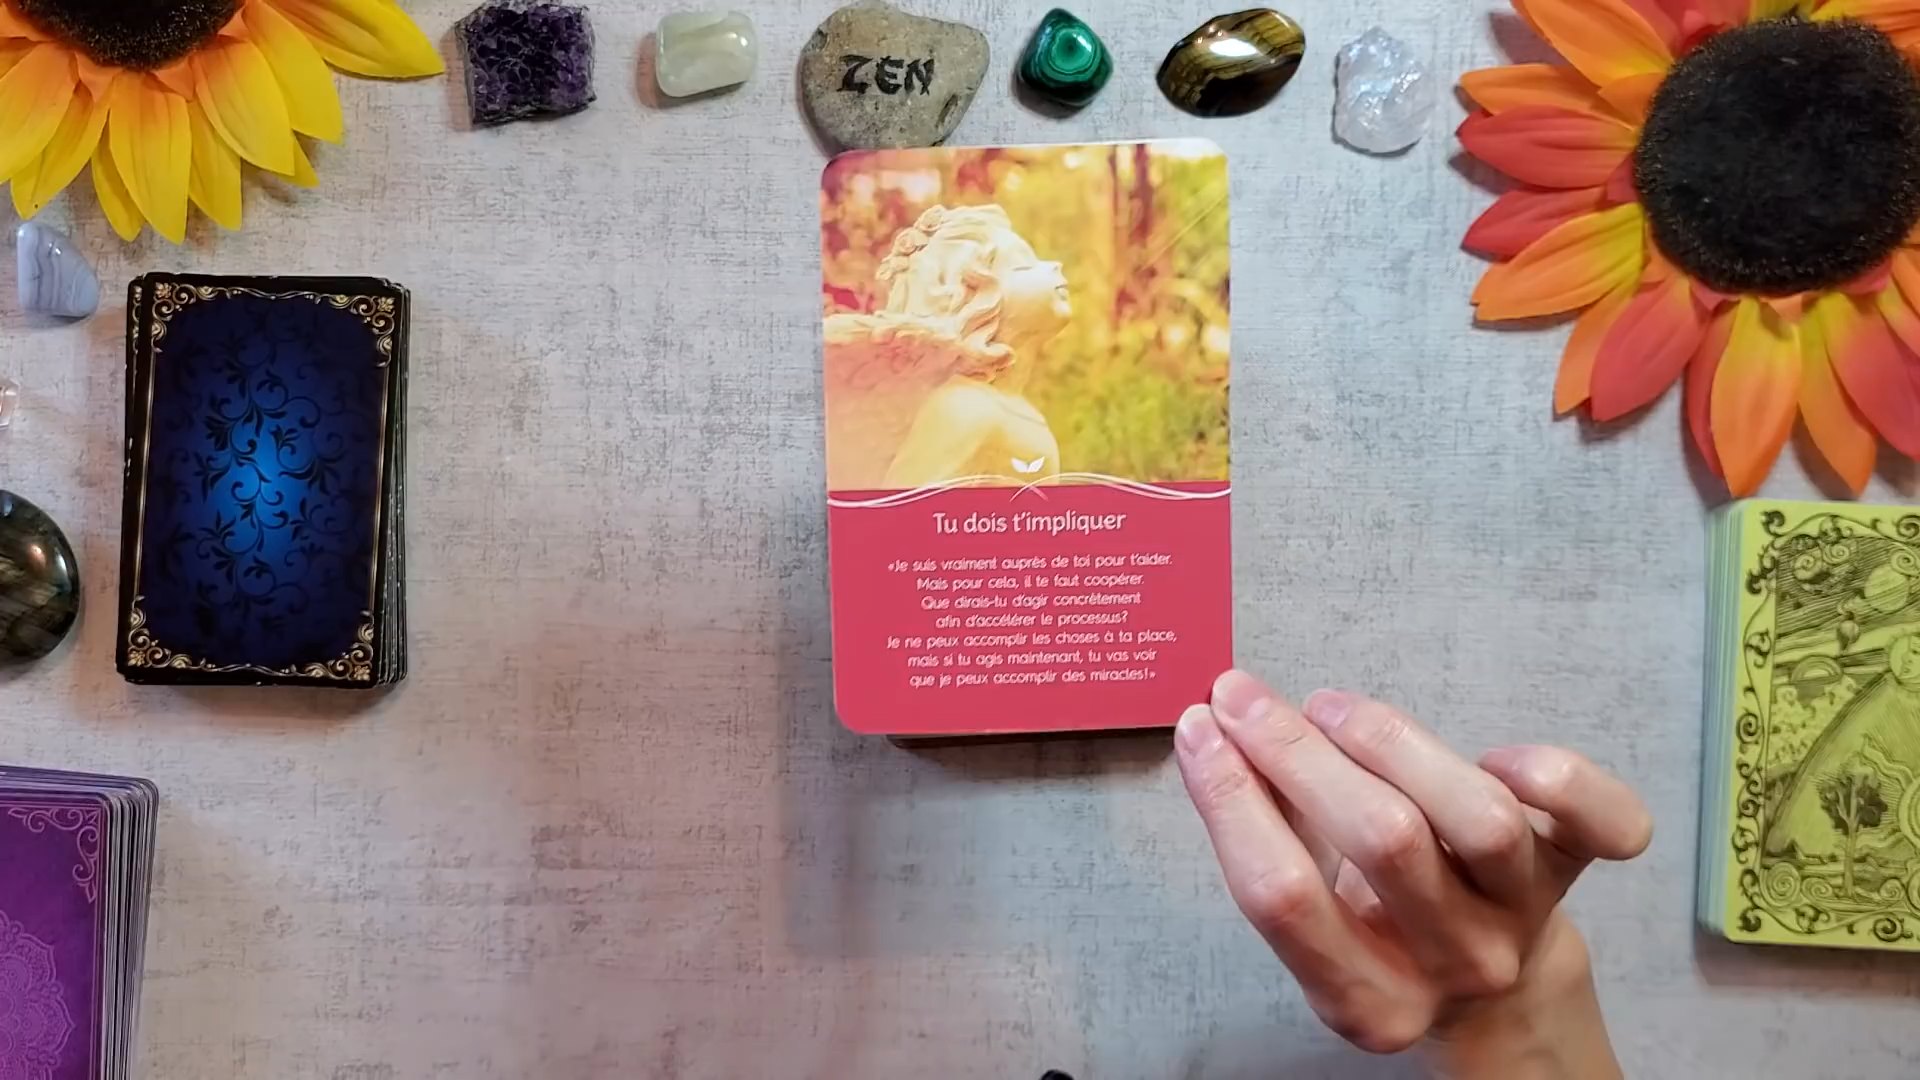 ZEN
Tu dois t'impliquer
«Je suis vraiment auprès de toi pour t'aider.
Mais pour cela, il te faut coopérer.
Que dirais-tu d'agir concrètement
afin d'accélérer le processus?
Je ne peux accomplir les choses à ta place,
mais si tu agis maintenant, tu vas voir
que je peux accomplir des miracles!»